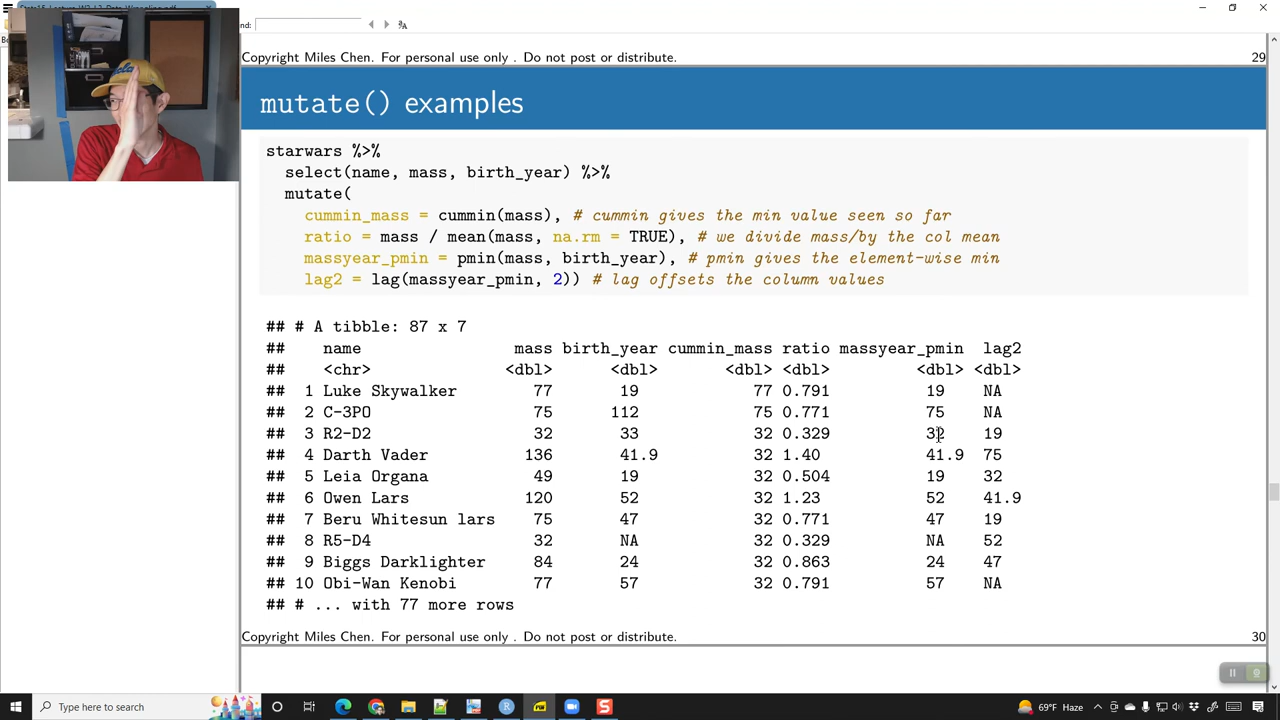 nd:
Copyright Miles Chen. For personal use only . Do not post or distribute. 29
mutate() examples
starwars %>%
select(name, mass, birth_year) %>%
mutate(
cummin_mass = cummin(mass), # cummin gives the min value seen so far
ratio = mass / mean(mass, na.rm = TRUE), # we divide mass/by the col mean
massyear_pmin = pmin(mass, birth_year), # pmin gives the element-wise min
lag2 = lag(massyear_pmin, 2)) # lag offsets the column values
## # A tibble: 87 x 7
## name mass birth_year cummin_mass ratio massyear_pmin lag2
## <chr> <dbl> <dbl> <dbl> <dbl> <dbl> <dbl>
## 1 Luke Skywalker 77 19 77 0.791 19 NA
## 2 C-3PO 75 112 75 0.771 75 NA
## 3 R2-D2 32 33 32 0.329 32 19
## 4 Darth Vader 136 41.9 32 1.40 41.9 75
## 5 Leia Organa 49 19 32 0.504 19 32
## 6 Owen Lars 120 52 32 1.23 52 41.9
## 7 Beru Whitesun lars 75 47 32 0.771 47 19
## 8 R5-D4 32 NA 32 0.329 NA 52
## 9 Biggs Darklighter 84 24 32 0.863 24 47
## 10 Obi-Wan Kenobi 77 57 32 0.791 57 NA
## # ... with 77 more rows
Copyright Miles Chen. For personal use only . Do not post or distribute. 30
Type here to search 69°F Haze